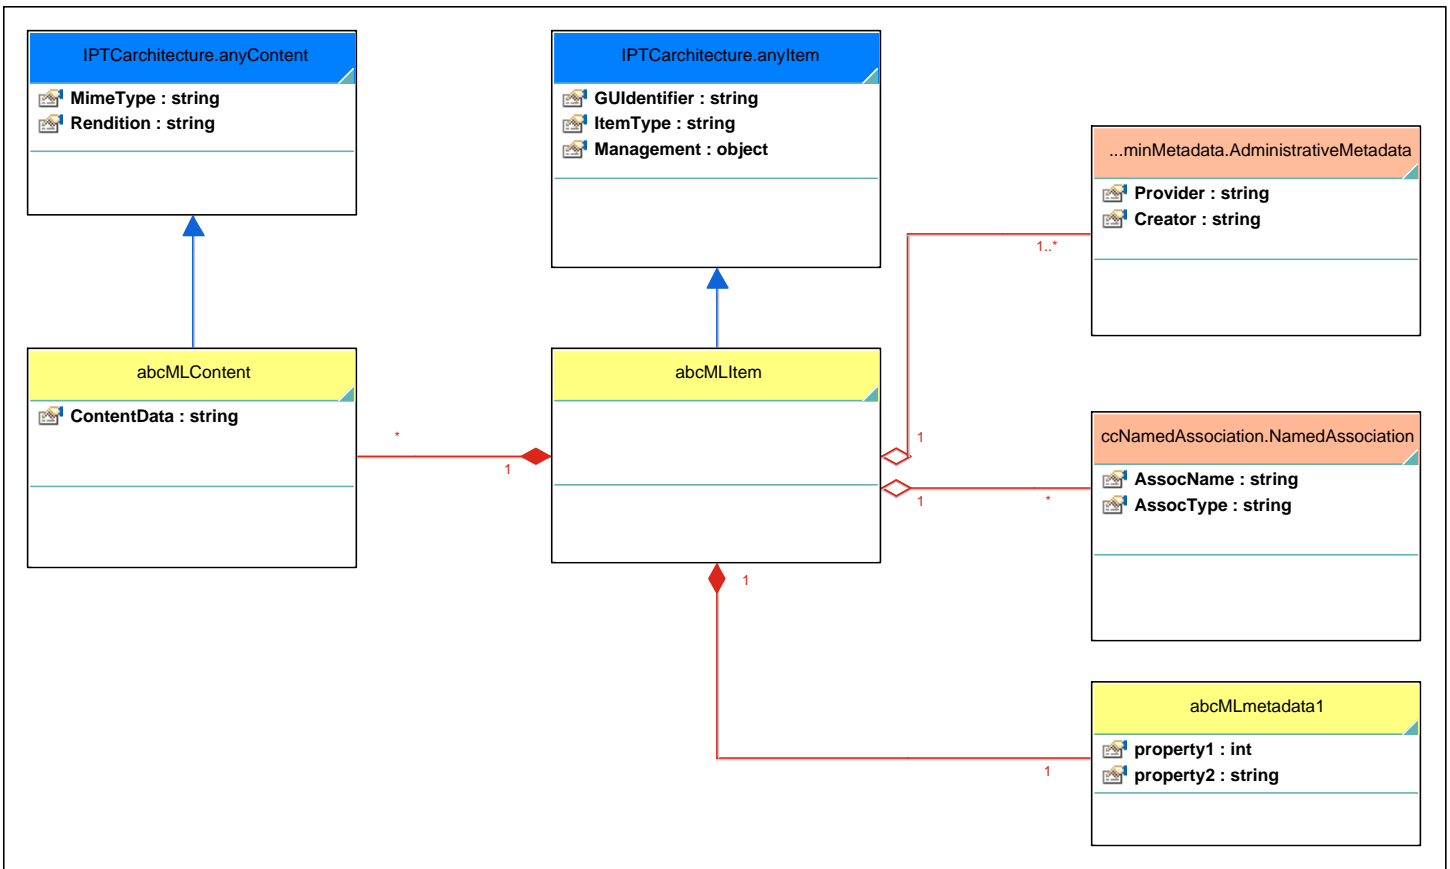 IPTCarchitecture.anyContent
MimeType : string
Rendition : string
IPTCarchitecture.anyItem
GUIdentifier : string
ItemType : string
Management : object
...minMetadata.AdministrativeMetadata
Provider : string
Creator : string
1..*
abcMLContent
ContentData : string
*
1
abcMLItem
1
1
*
ccNamedAssociation.NamedAssociation
AssocName : string
AssocType : string
1
1
abcMLmetadata1
property1 : int
property2 : string